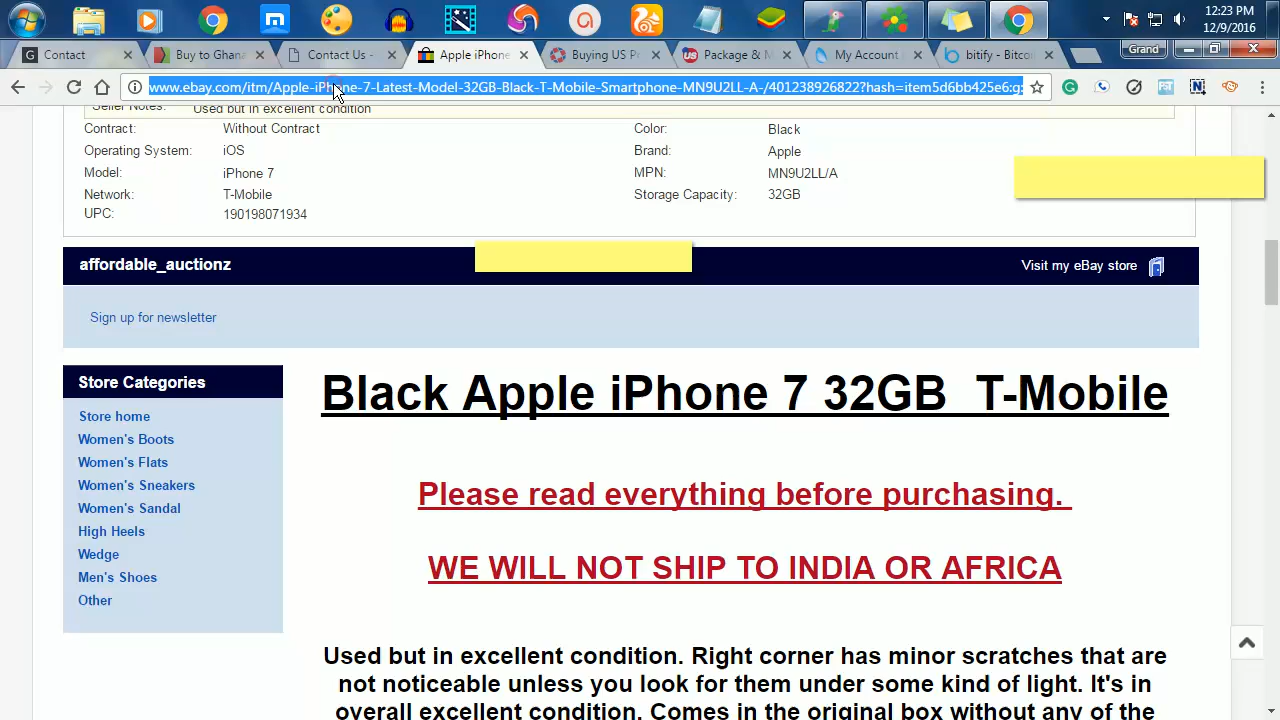 12:23 PM
12/9/2016
Contact
Buy to Ghana
Contact Us -
Apple iPhone
Buying US Pr
Package & M
My Account
bitify - Bitcoi
Grand
www.ebay.com/itm/Apple-iPhone-7-Latest-Model-32GB-Black-T-Mobile-Smartphone-MN9U2LL-A-/401238926822?hash=item5d6bb425e6:g:
Seller Notes: Used but in excellent condition
Contract: Without Contract Color: Black
Operating System: iOS Brand: Apple
Model: iPhone 7 MPN: MN9U2LL/A
Network: T-Mobile Storage Capacity: 32GB
UPC: 190198071934
affordable_auctionz Visit my eBay store
Sign up for newsletter
Store Categories
Store home
Women's Boots
Women's Flats
Women's Sneakers
Women's Sandal
High Heels
Wedge
Men's Shoes
Other
Black Apple iPhone 7 32GB T-Mobile
Please read everything before purchasing.
WE WILL NOT SHIP TO INDIA OR AFRICA
Used but in excellent condition. Right corner has minor scratches that are
not noticeable unless you look for them under some kind of light. It's in
overall excellent condition. Comes in the original box without any of the